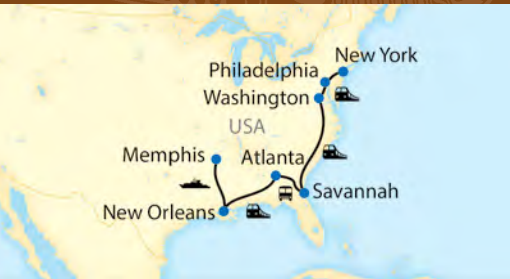 New York
Philadelphia
Washington
USA
Memphis
Atlanta
Savannah
New Orleans